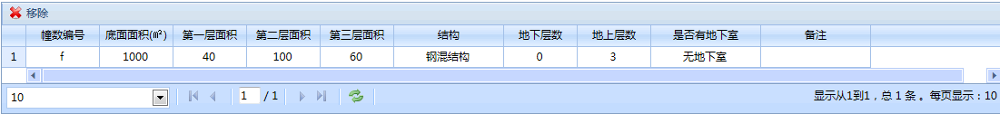 移除
幢数编号 底面面积(㎡) 第一层面积 第二层面积 第三层面积 结构 地下层数 地上层数 是否有地下室 备注
1 f 1000 40 100 60 钢混结构 0 3 无地下室
10 1 / 1 显示从1到1，总 1 条 。每页显示：10